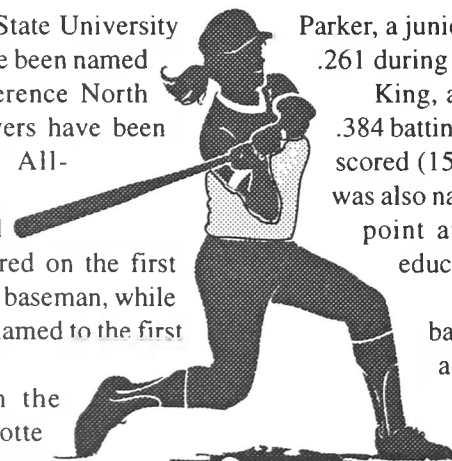 State University
e been named
erence North
yers have been
All-
l
red on the first
baseman, while
named to the first
n the
otte
Parker, a junio
.261 during
King, a
.384 battin
scored (15
was also na
point a
educ
ba
a